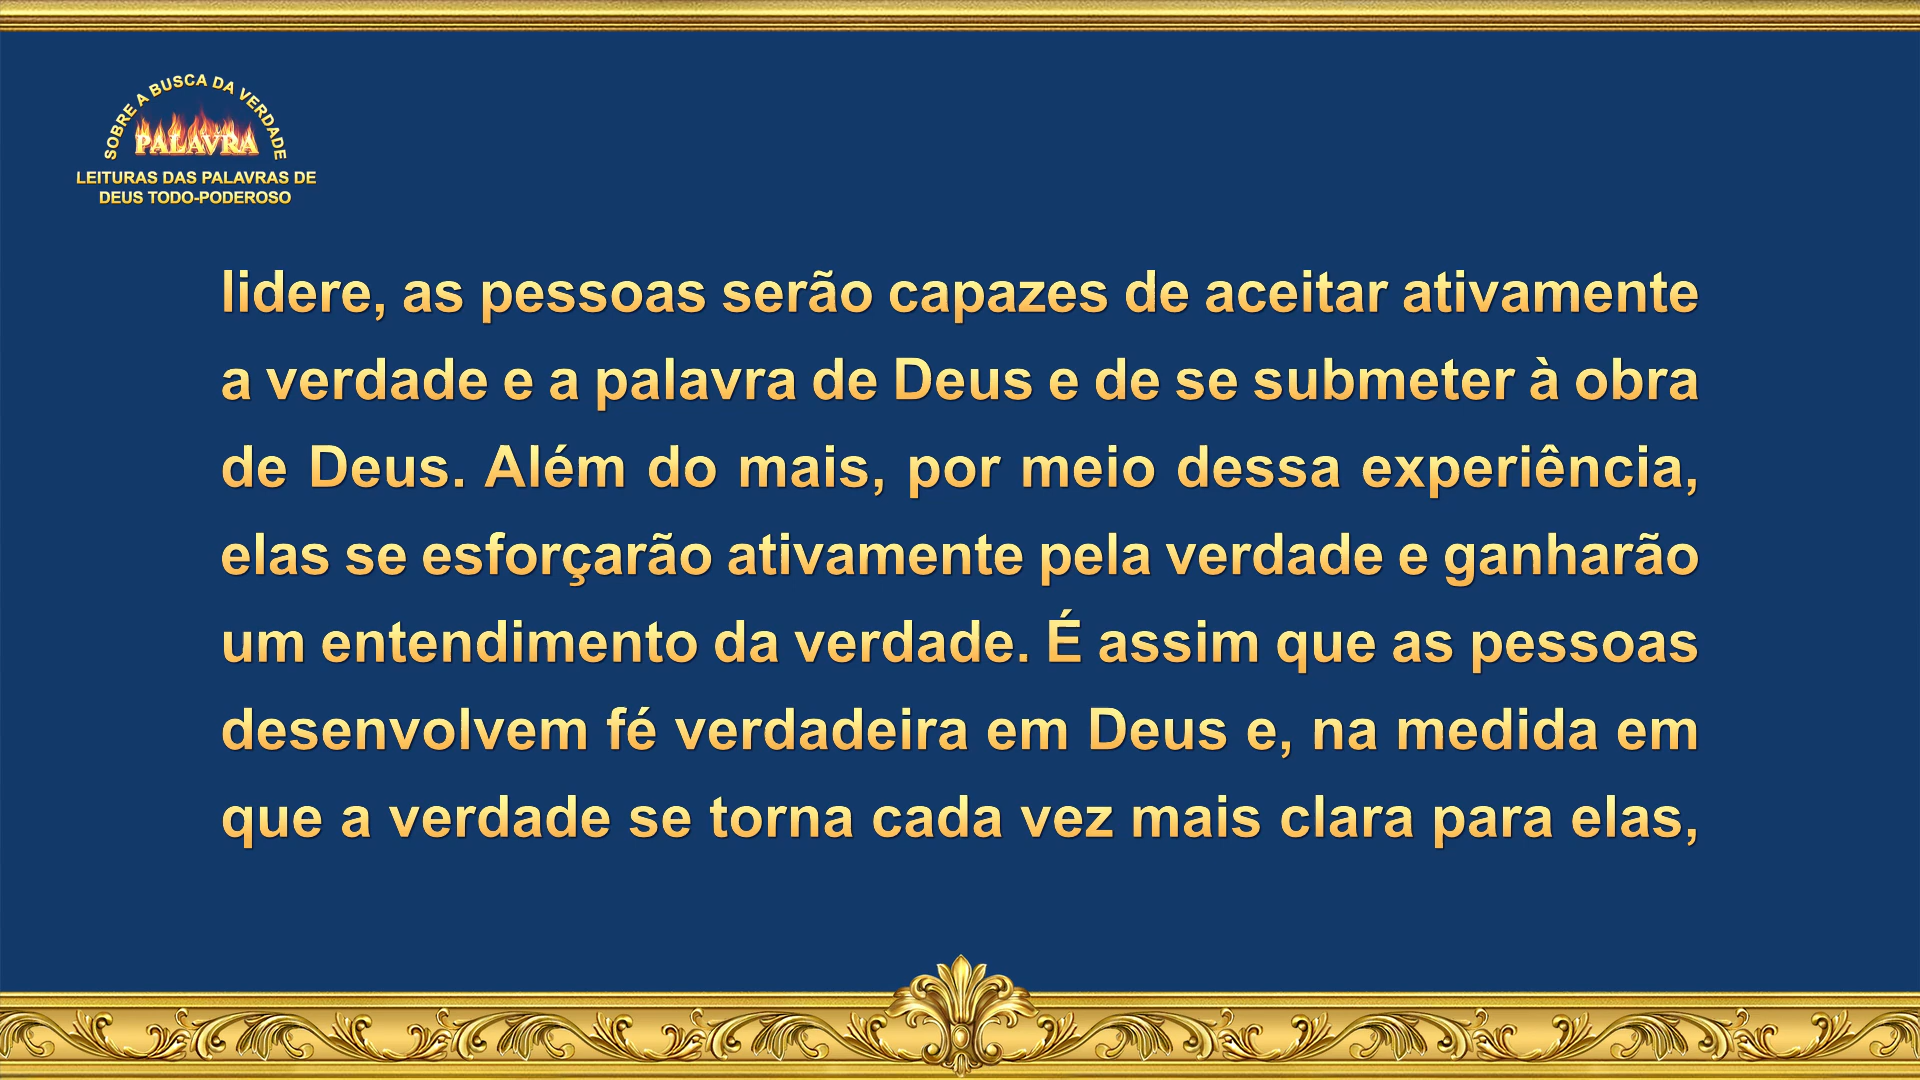 SOBRE A BUSCA DA VERDADE
PALAVRA
LEITURAS DAS PALAVRAS DE
DEUS TODO-PODEROSO
lidere, as pessoas serão capazes de aceitar ativamente
a verdade e a palavra de Deus e de se submeter à obra
de Deus. Além do mais, por meio dessa experiência,
elas se esforçarão ativamente pela verdade e ganharão
um entendimento da verdade. É assim que as pessoas
desenvolvem fé verdadeira em Deus e, na medida em
que a verdade se torna cada vez mais clara para elas,